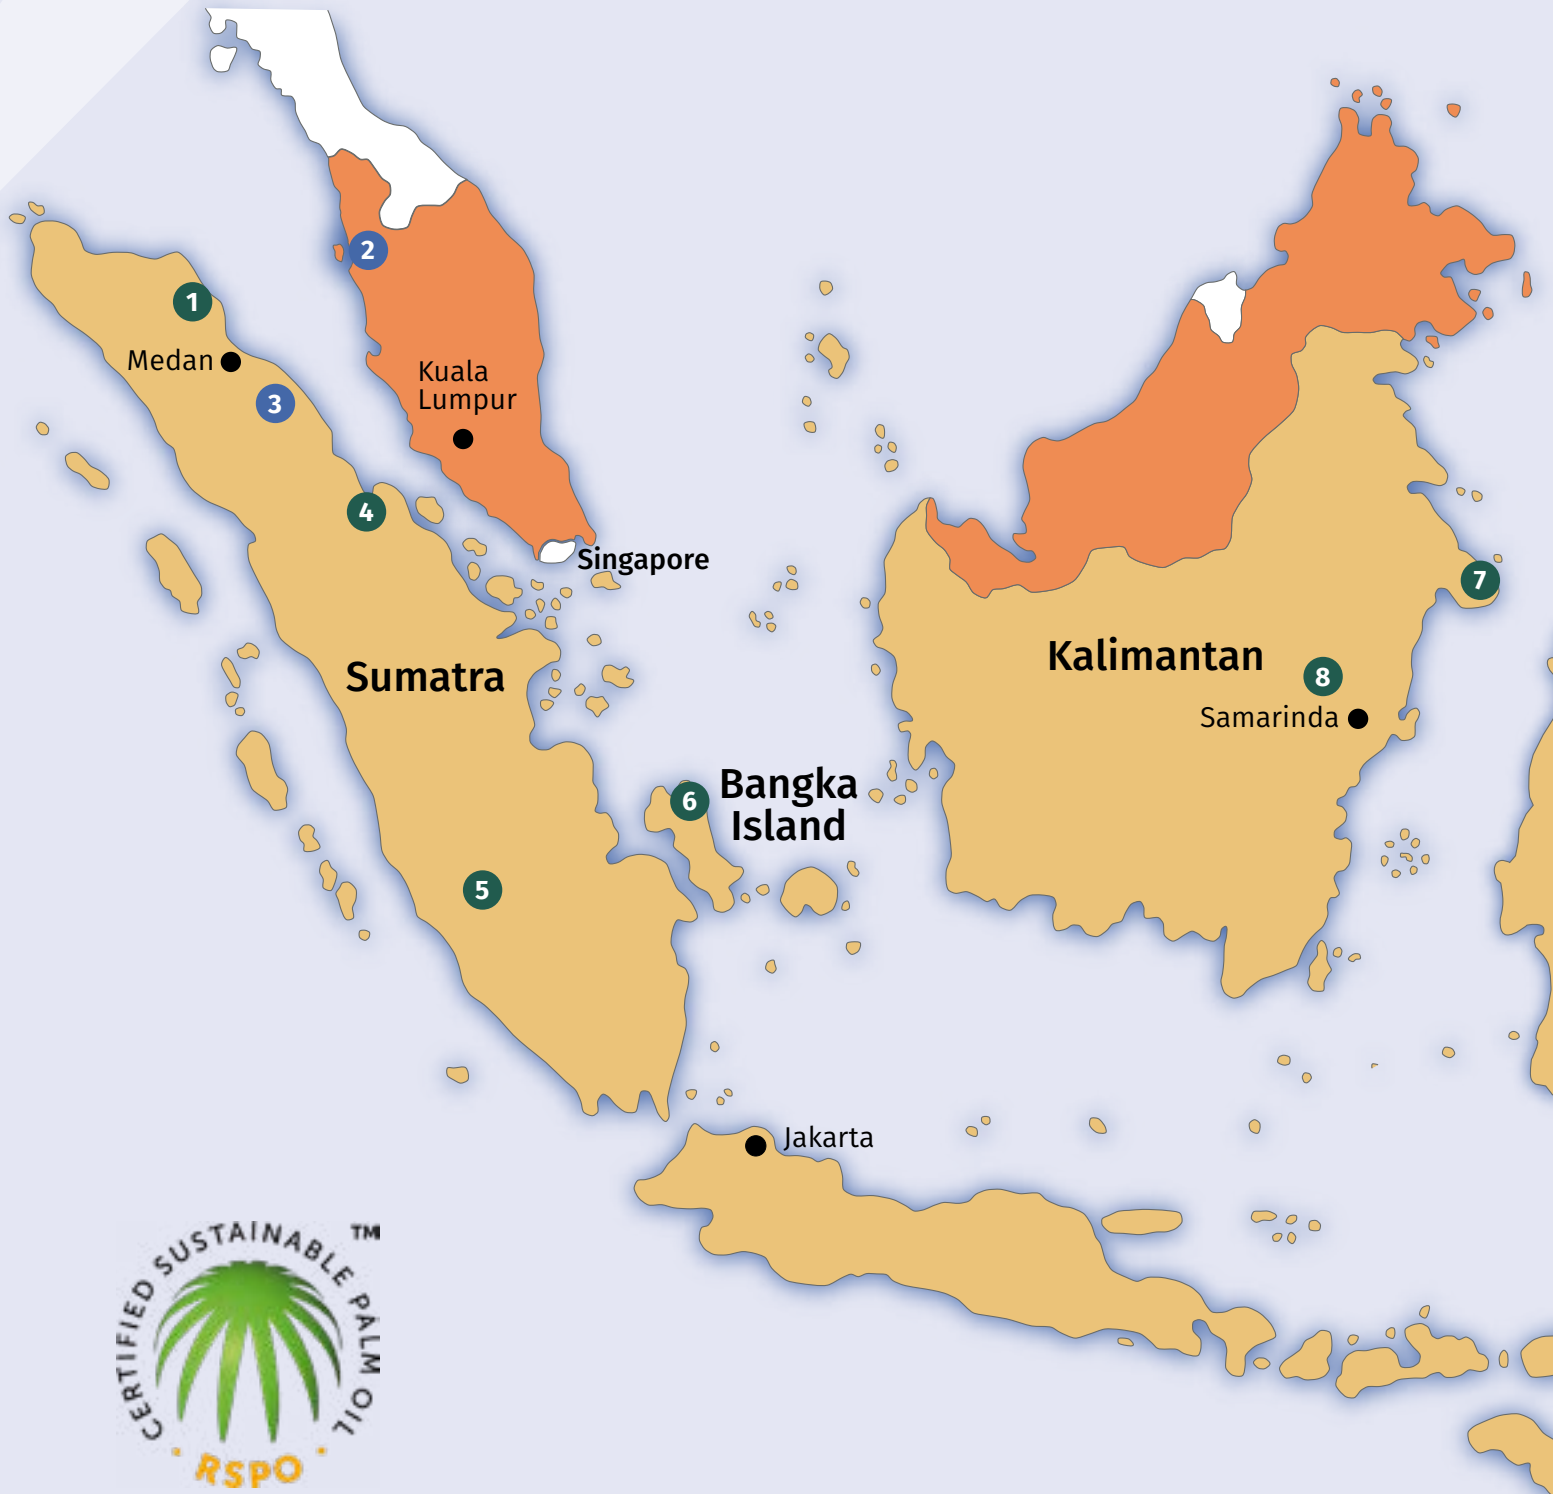 2
1
Medan
3
Kuala
Lumpur
4
Singapore
7
Sumatra
Kalimantan
8
Samarinda
Bangka
Island
6
5
Jakarta
CERTIFIED SUSTAINABLE PALM OIL
TM
RSPO